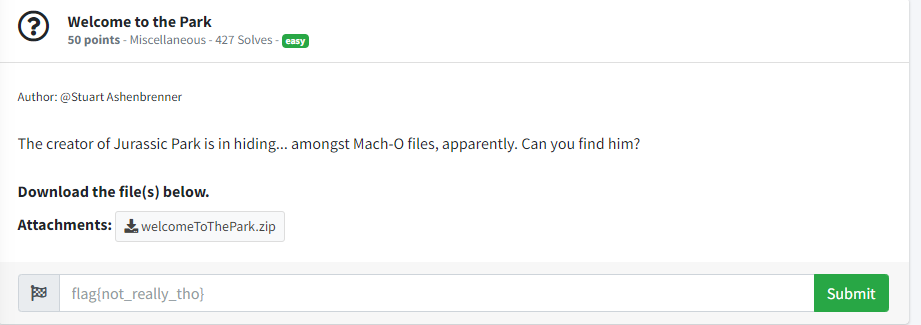 Welcome to the Park
50 points - Miscellaneous - 427 Solves - easy
Author: @Stuart Ashenbrenner
The creator of Jurassic Park is in hiding... amongst Mach-O files, apparently. Can you find him?
Download the file(s) below.
Attachments: welcomeToThePark.zip
flag{not_really_tho} Submit